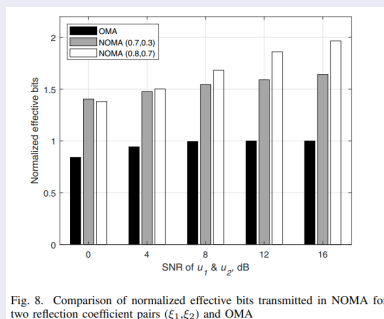 OMA
NOMA (0.7,0.3)
NOMA (0.8,0.7)
2
1.5
1
0.5
0
Normalized effective bits
0 4 8 12 16
SNR of u1 & u2, dB
Fig. 8. Comparison of normalized effective bits transmitted in NOMA for
two reflection coefficient pairs (ξ1,ξ2) and OMA